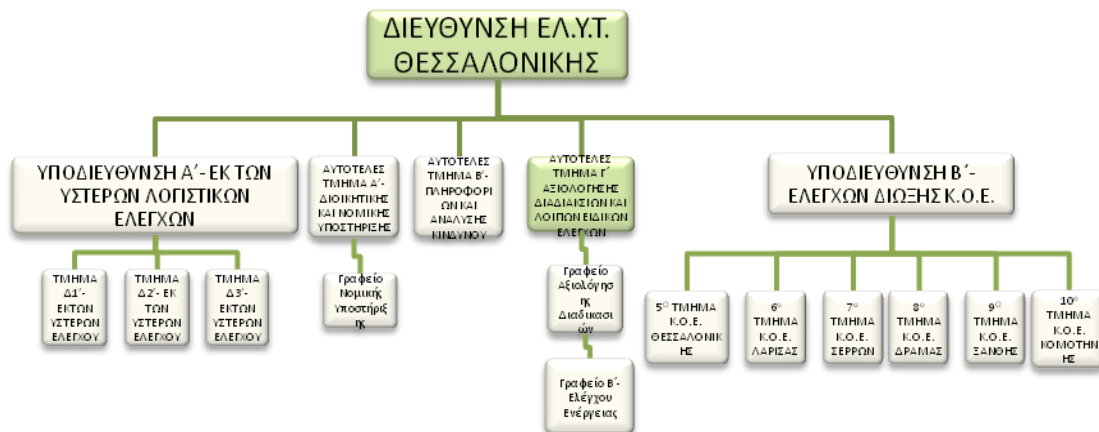 ΔΙΕΥΘΥΝΣΗ ΕΛ.Υ.Τ.
ΘΕΣΣΑΛΟΝΙΚΗΣ
ΥΠΟΔΙΕΥΘΥΝΣΗ Α΄- ΕΚ ΤΩΝ
ΥΣΤΕΡΩΝ ΛΟΓΙΣΤΙΚΩΝ
ΕΛΕΓΧΩΝ
ΑΥΤΟΤΕΛΕΣ
ΤΜΗΜΑ Α΄-
ΔΙΟΙΚΗΤΙΚΗΣ
ΚΑΙ ΝΟΜΙΚΗΣ
ΥΠΟΣΤΗΡΙΞΗΣ
ΑΥΤΟΤΕΛΕΣ
ΤΜΗΜΑ Β΄-
ΠΛΗΡΟΦΟΡΙ
ΩΝ ΚΑΙ
ΑΝΑΛΥΣΗΣ
ΚΙΝΔΥΝΟΥ
ΑΥΤΟΤΕΛΕΣ
ΤΜΗΜΑ Γ΄
ΑΞΙΟΛΟΓΗΣΗΣ
ΔΙΑΔΙΑΚΣΙΩΝ ΚΑΙ
ΛΟΙΠΩΝ ΕΙΔΙΚΩΝ
ΕΛΕΓΧΩΝ
ΥΠΟΔΙΕΥΘΥΝΣΗ Β΄-
ΕΛΕΓΧΩΝ ΔΙΩΞΗΣ Κ.Ο.Ε.
ΤΜΗΜΑ
Δ1΄-
ΕΚΤΩΝ
ΥΣΤΕΡΩΝ
ΕΛΕΓΧΟΥ
ΤΜΗΜΑ
Δ2΄- ΕΚ
ΤΩΝ
ΥΣΤΕΡΩΝ
ΕΛΕΓΧΟΥ
ΤΜΗΜΑ
Δ3΄-
ΕΚΤΩΝ
ΥΣΤΕΡΩΝ
ΕΛΕΓΧΟΥ
Γραφείο
Νομικής
Υποστήριξ
ης
Γραφείο
Αξιολόγησ
ης
Διαδικασι
ών
Γραφείο Β΄-
Ελέγχου
Ενέργειας
5Ο ΤΜΗΜΑ
Κ.Ο.Ε.
ΘΕΣΣΑΛΟΝΙΚ
ΗΣ
6ο
ΤΜΗΜΑ
Κ.Ο.Ε.
ΛΑΡΙΣΑΣ
7ο
ΤΜΗΜΑ
Κ.Ο.Ε.
ΣΕΡΡΩΝ
8ο
ΤΜΗΜΑ
Κ.Ο.Ε.
ΔΡΑΜΑΣ
9Ο
ΤΜΗΜΑ
Κ.Ο.Ε.
ΞΑΝΘΗΣ
10ο
ΤΜΗΜΑ
Κ.Ο.Ε.
ΚΟΜΟΤΗΝ
ΗΣ